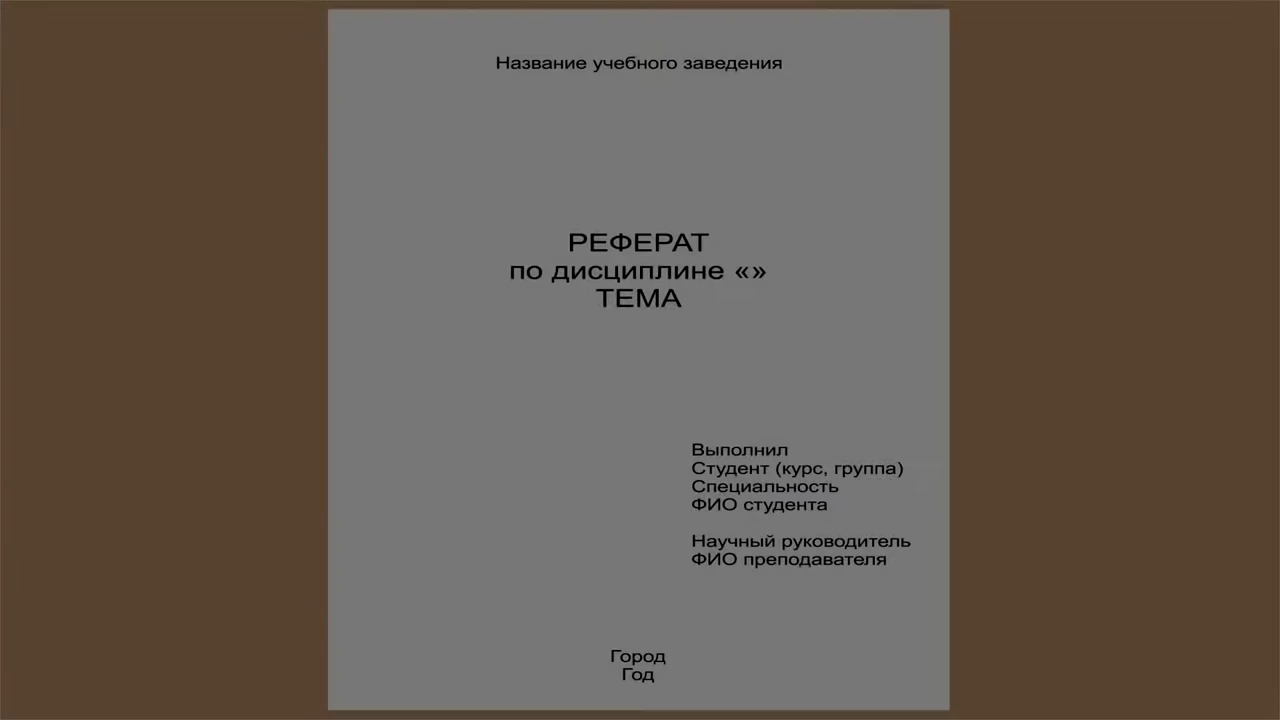 Название учебного заведения
РЕФЕРАТ
по дисциплине «»
ТЕМА
Выполнил
Студент (курс, группа)
Специальность
ФИО студента
Научный руководитель
ФИО преподавателя
Город
Год